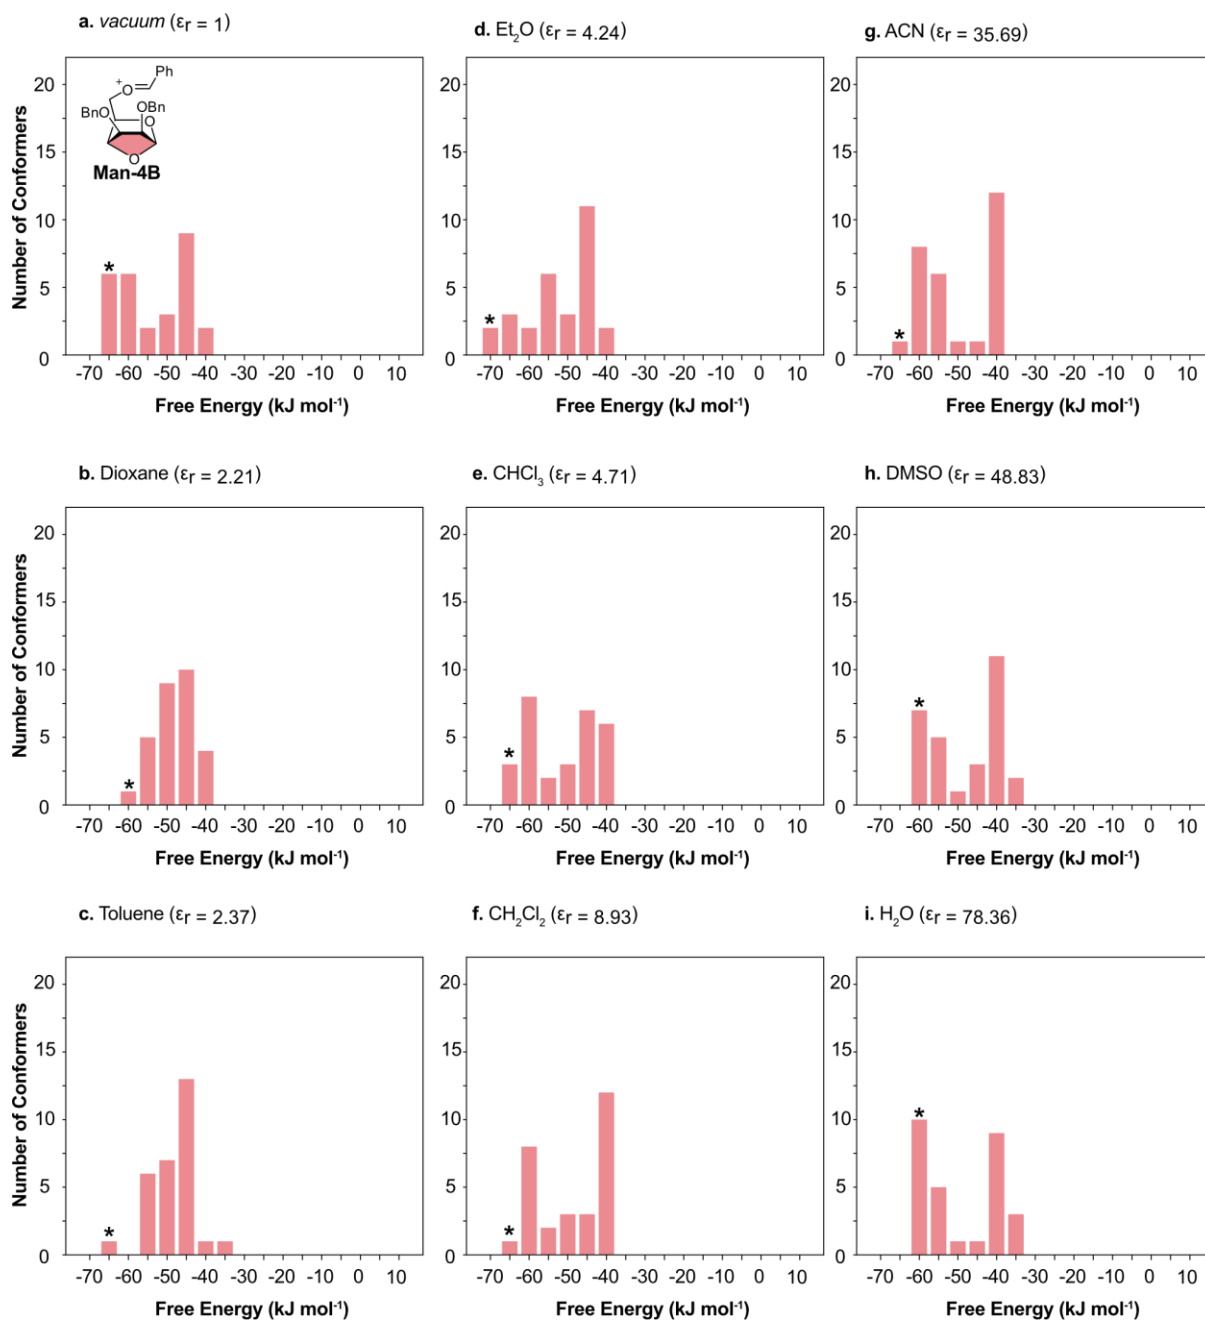 a. vacuum (εr = 1)
20
15
10
5
0
Number of Conformers
Ph
+
O
BnO
OBn
O
O
Man-4B
*
-70 -60 -50 -40 -30 -20 -10 0 10
Free Energy (kJ mol⁻¹)
d. Et₂O (εr = 4.24)
20
15
10
5
0
*
-70 -60 -50 -40 -30 -20 -10 0 10
Free Energy (kJ mol⁻¹)
g. ACN (εr = 35.69)
20
15
10
5
0
*
-70 -60 -50 -40 -30 -20 -10 0 10
Free Energy (kJ mol⁻¹)
b. Dioxane (εr = 2.21)
20
15
10
5
0
Number of Conformers
*
-70 -60 -50 -40 -30 -20 -10 0 10
Free Energy (kJ mol⁻¹)
e. CHCl₃ (εr = 4.71)
20
15
10
5
0
*
-70 -60 -50 -40 -30 -20 -10 0 10
Free Energy (kJ mol⁻¹)
h. DMSO (εr = 48.83)
20
15
10
5
0
*
-70 -60 -50 -40 -30 -20 -10 0 10
Free Energy (kJ mol⁻¹)
c. Toluene (εr = 2.37)
20
15
10
5
0
Number of Conformers
*
-70 -60 -50 -40 -30 -20 -10 0 10
Free Energy (kJ mol⁻¹)
f. CH₂Cl₂ (εr = 8.93)
20
15
10
5
0
*
-70 -60 -50 -40 -30 -20 -10 0 10
Free Energy (kJ mol⁻¹)
i. H₂O (εr = 78.36)
20
15
10
5
0
*
-70 -60 -50 -40 -30 -20 -10 0 10
Free Energy (kJ mol⁻¹)